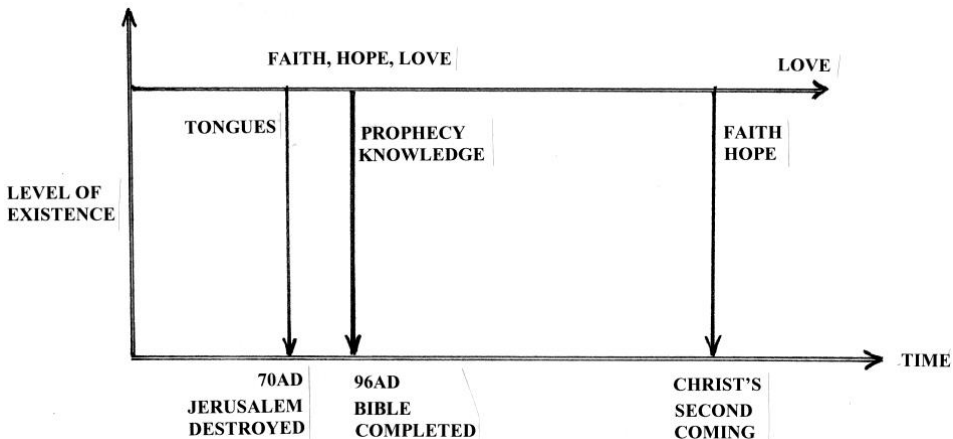 FAITH, HOPE, LOVE
LOVE
TONGUES
PROPHECY
KNOWLEDGE
FAITH
HOPE
LEVEL OF
EXISTENCE
TIME
70AD
JERUSALEM
DESTROYED
96AD
BIBLE
COMPLETED
CHRIST'S
SECOND
COMING